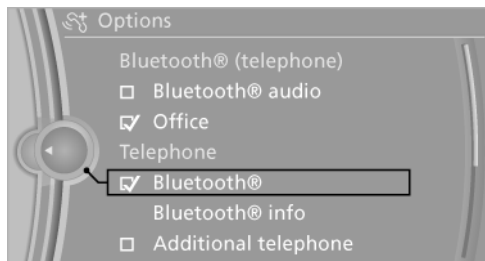 Options
Bluetooth® (telephone)
Bluetooth® audio
Office
Telephone
Bluetooth®
Bluetooth® info
Additional telephone